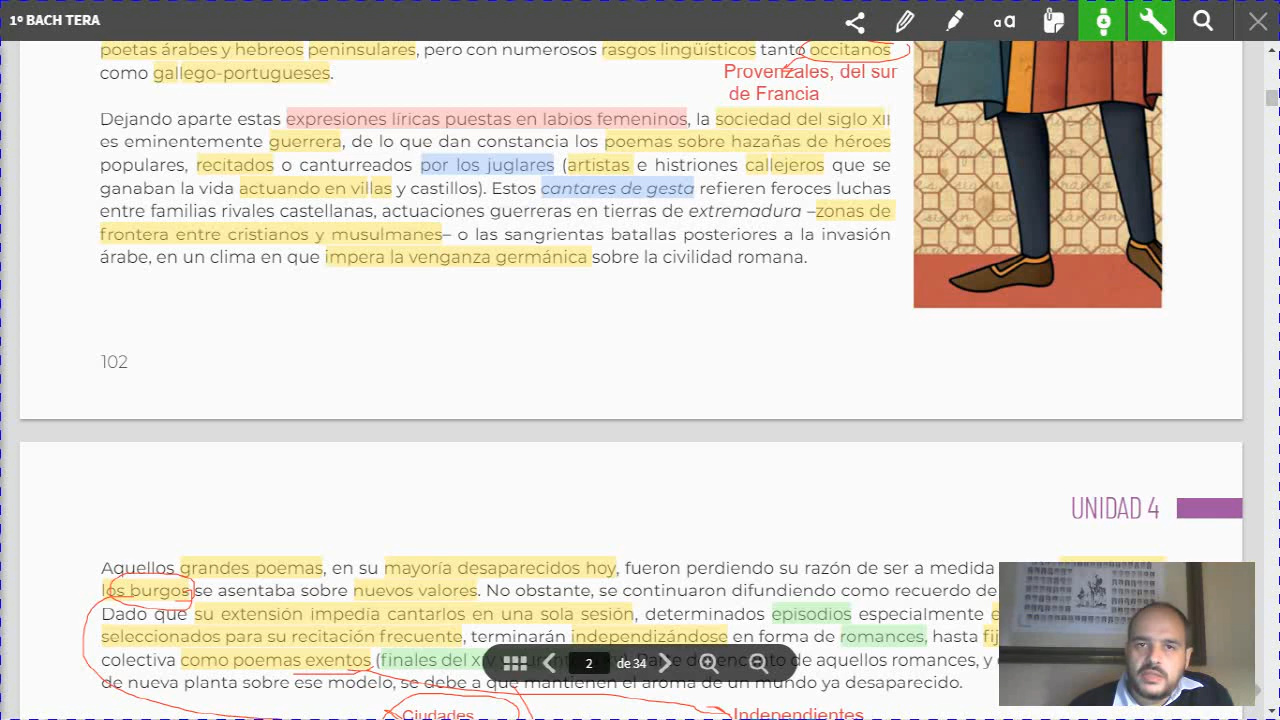 1º BACH TERA
aA
poetas árabes y hebreos peninsulares, pero con numerosos rasgos lingüísticos tanto occitanos
como gallego-portugueses.
Provenzales, del sur
de Francia
Dejando aparte estas expresiones líricas puestas en labios femeninos, la sociedad del siglo XII
es eminentemente guerrera, de lo que dan constancia los poemas sobre hazañas de héroes
populares, recitados o canturreados por los juglares (artistas e histriones callejeros que se
ganaban la vida actuando en villas y castillos). Estos cantares de gesta refieren feroces luchas
entre familias rivales castellanas, actuaciones guerreras en tierras de extremadura –zonas de
frontera entre cristianos y musulmanes– o las sangrientas batallas posteriores a la invasión
árabe, en un clima en que impera la venganza germánica sobre la civilidad romana.
102
UNIDAD 4
Aquellos grandes poemas, en su mayoría desaparecidos hoy, fueron perdiendo su razón de ser a medida
los burgos se asentaba sobre nuevos valores. No obstante, se continuaron difundiendo como recuerdo de
Dado que su extensión impedía cantarlos en una sola sesión, determinados episodios especialmente
seleccionados para su recitación frecuente, terminarán independizándose en forma de romances, hasta
colectiva como poemas exentos (finales del de aquellos romances, y
de nueva planta sobre ese modelo, se debe a que mantienen el aroma de un mundo ya desaparecido.
2 de 34
Ciudades
Independientes